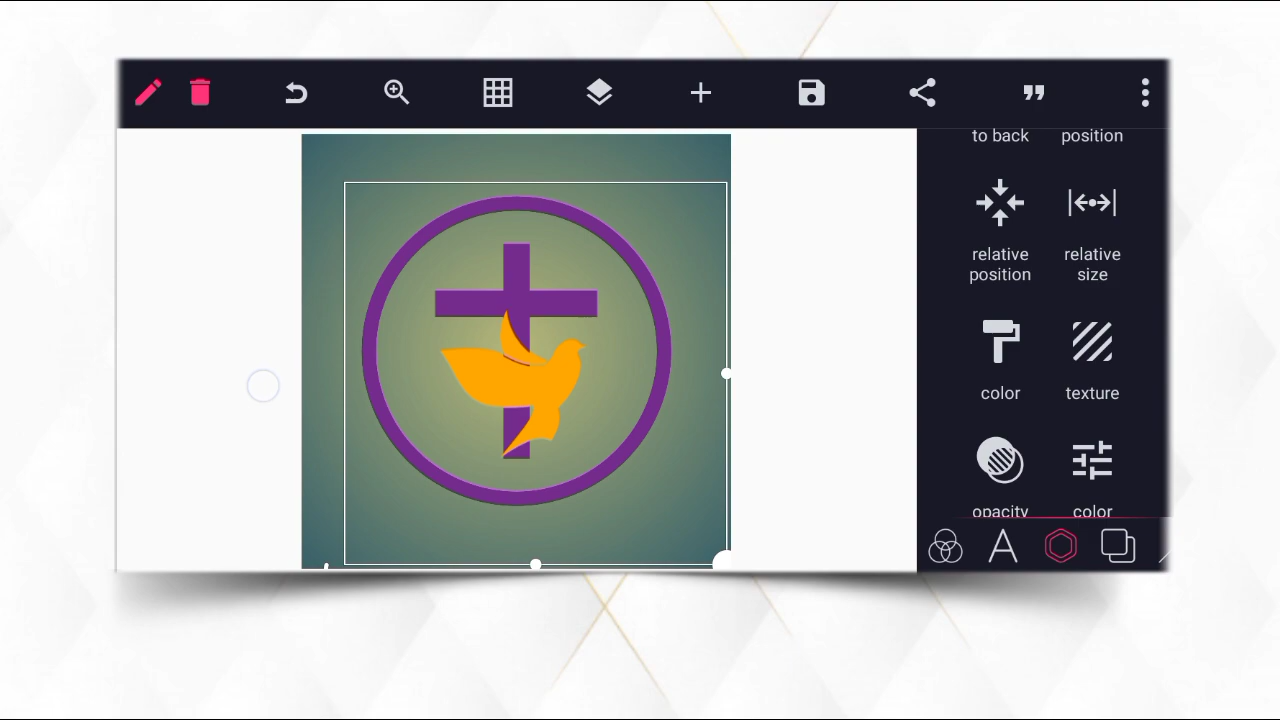 to back
position
relative
position
relative
size
color
texture
opacity
color